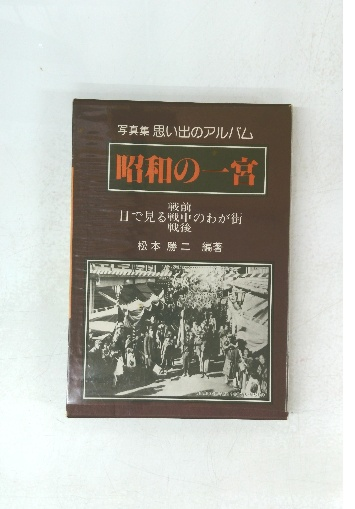 写真集 思い出のアルバム
昭和の一宮
戦前
目で見る戦中のわが街
戦後
松本勝二 編著